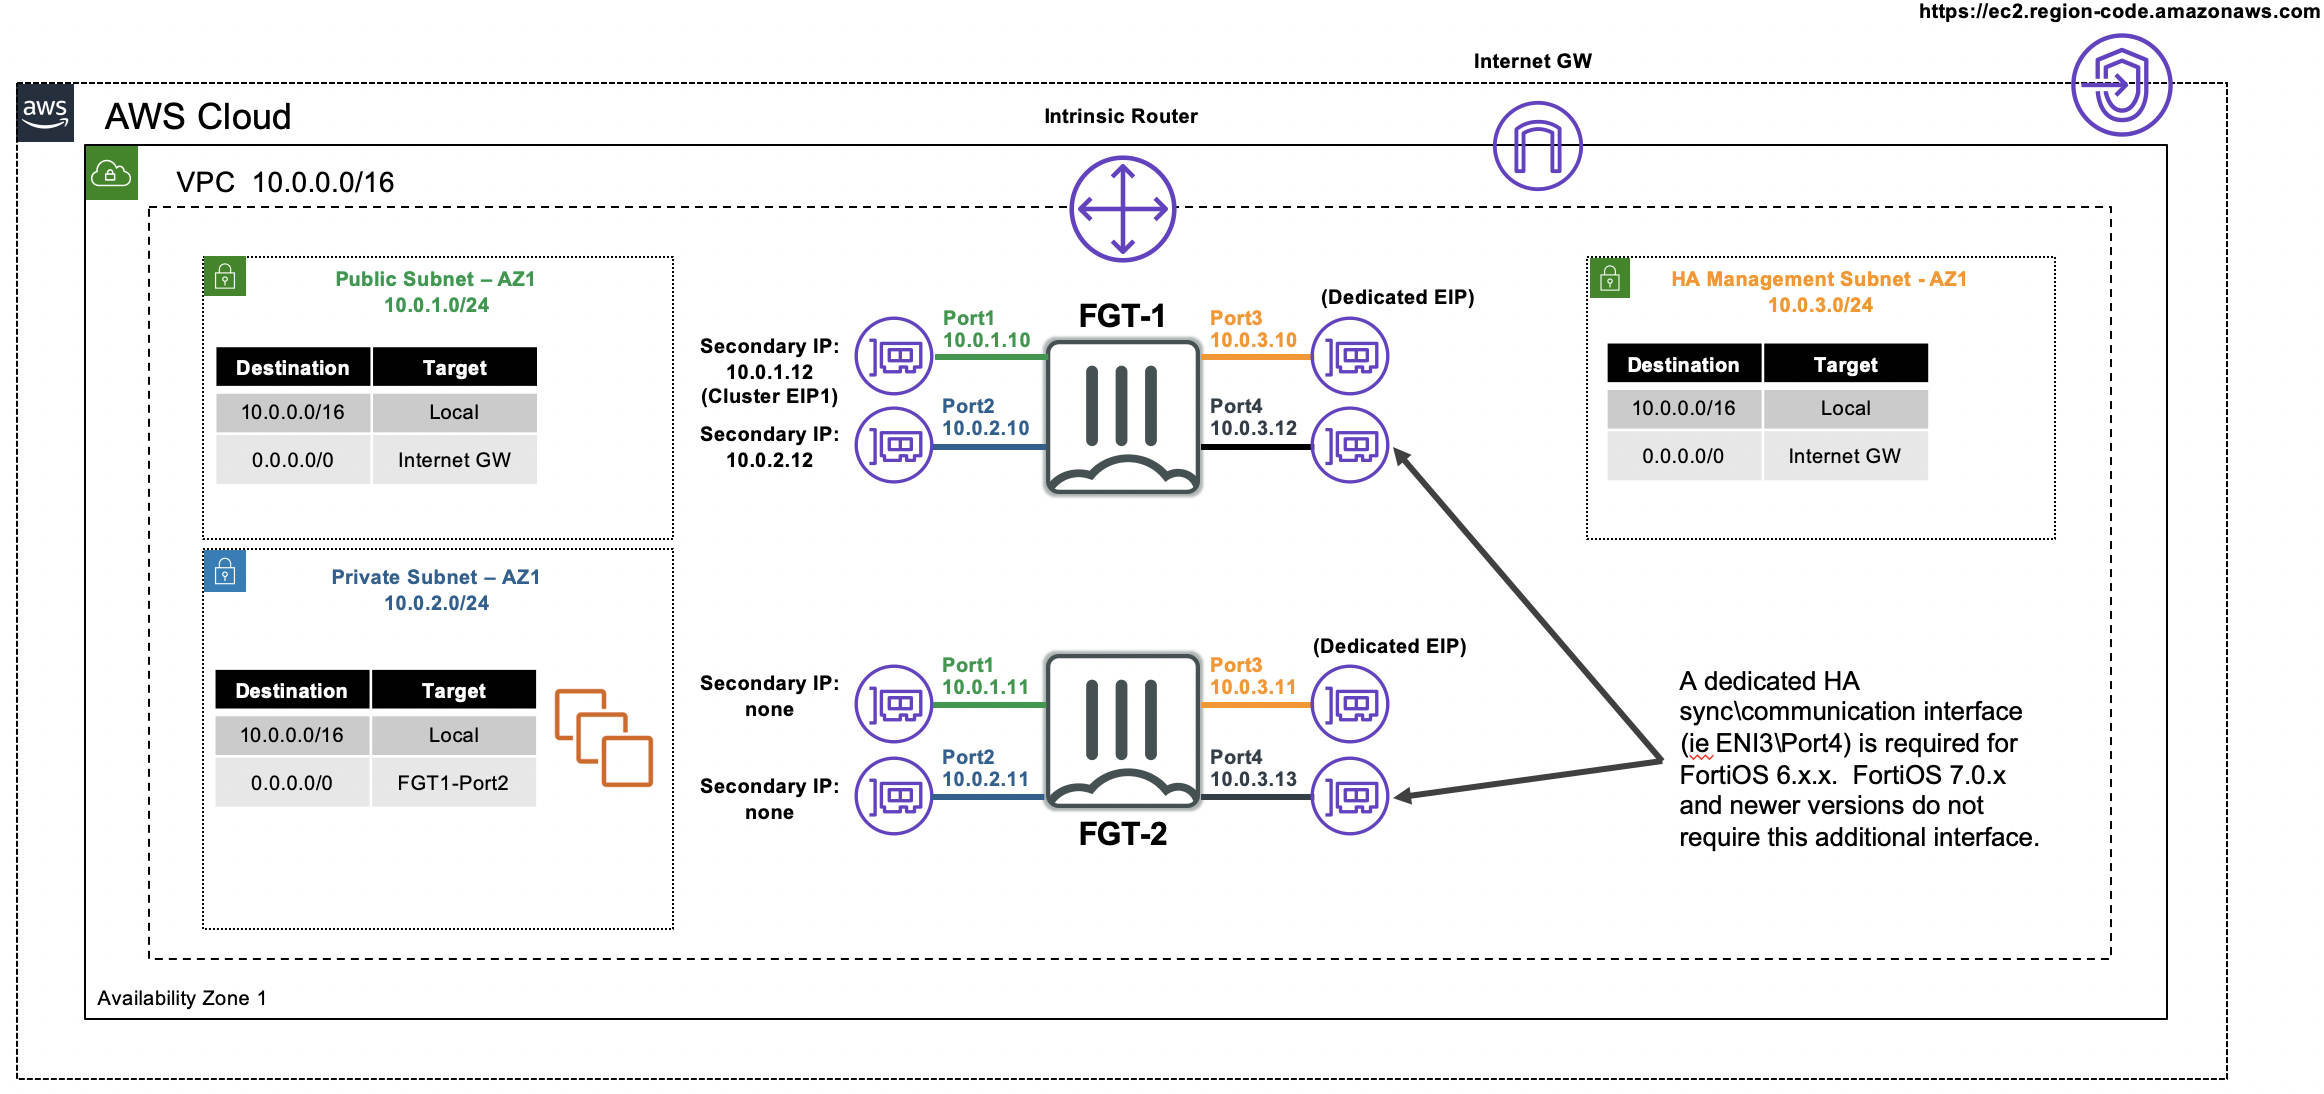 https://ec2.region-code.amazonaws.com
Internet GW
aws
AWS Cloud
Intrinsic Router
VPC 10.0.0.0/16
Public Subnet – AZ1
10.0.1.0/24
Destination Target
10.0.0.0/16 Local
0.0.0.0/0 Internet GW
Private Subnet – AZ1
10.0.2.0/24
Destination Target
10.0.0.0/16 Local
0.0.0.0/0 FGT1-Port2
Secondary IP:
10.0.1.12
(Cluster EIP1)
Secondary IP:
10.0.2.12
Port1
10.0.1.10
Port2
10.0.2.10
FGT-1
Port3
10.0.3.10
Port4
10.0.3.12
(Dedicated EIP)
Secondary IP:
none
Secondary IP:
none
Port1
10.0.1.11
Port2
10.0.2.11
FGT-2
Port3
10.0.3.11
Port4
10.0.3.13
(Dedicated EIP)
HA Management Subnet - AZ1
10.0.3.0/24
Destination Target
10.0.0.0/16 Local
0.0.0.0/0 Internet GW
A dedicated HA
sync\communication interface
(ie ENI3\Port4) is required for
FortiOS 6.x.x. FortiOS 7.0.x
and newer versions do not
require this additional interface.
Availability Zone 1